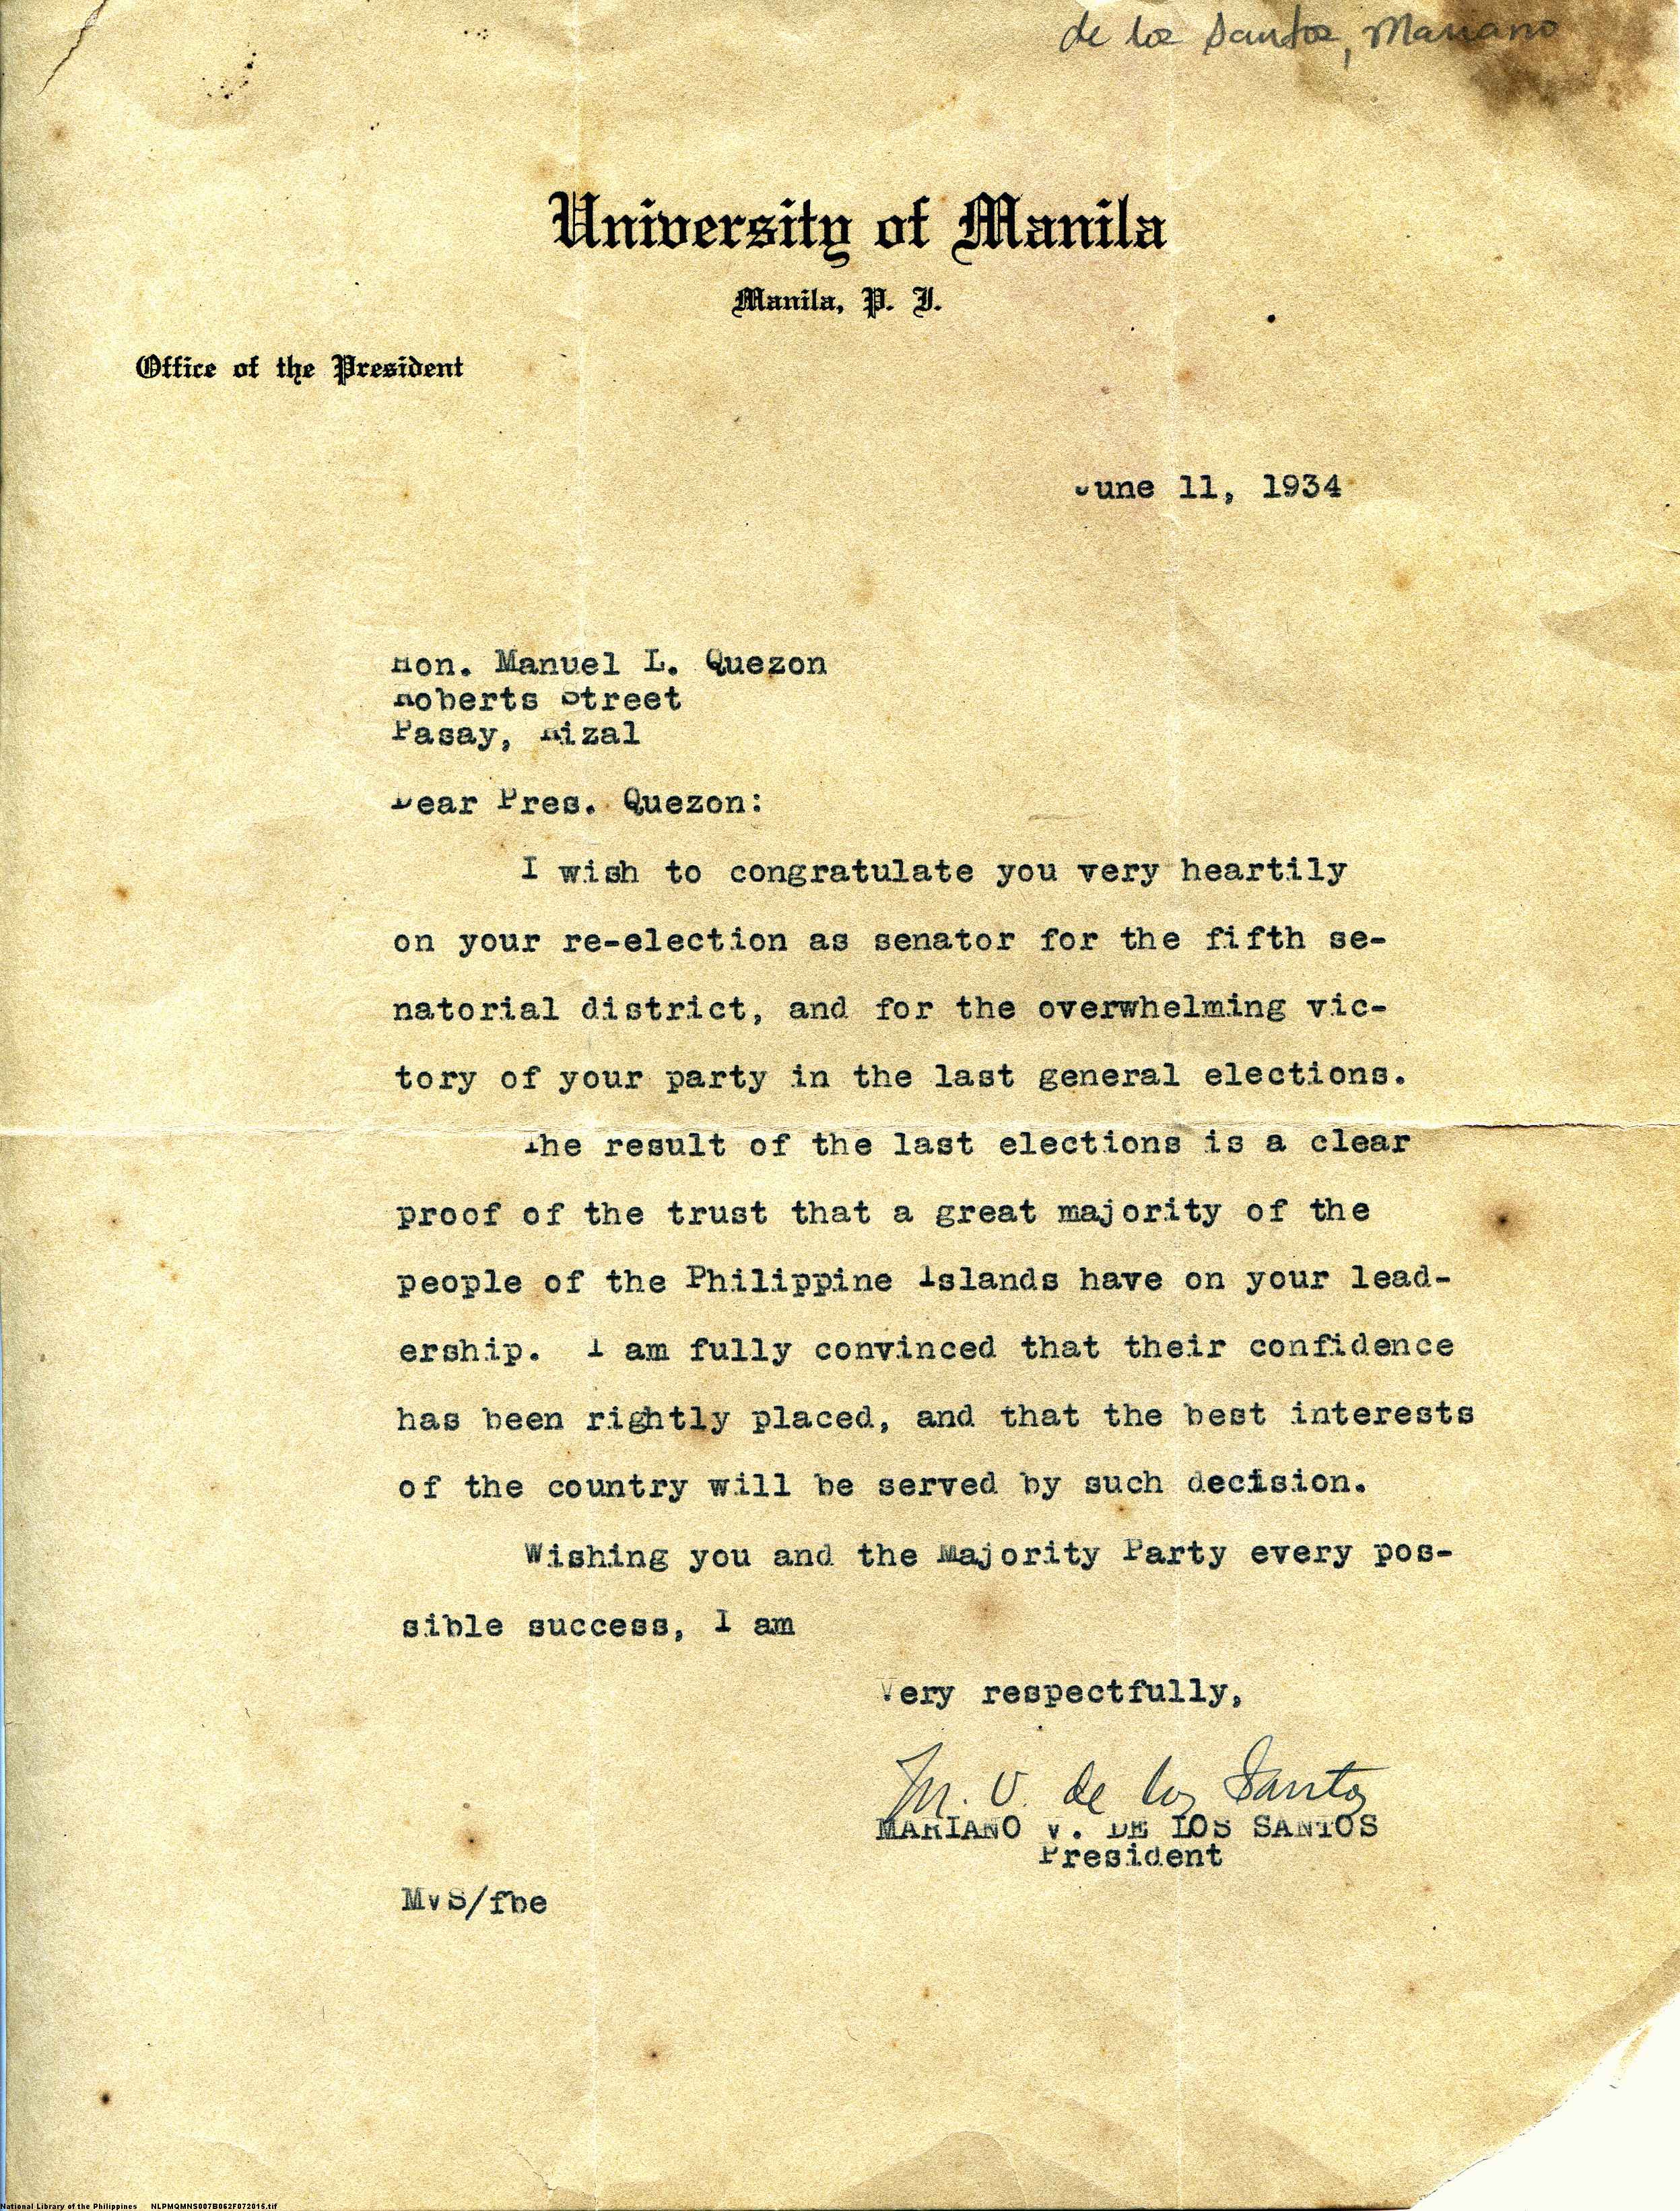 de los Santos, Mariano
University of Manila
Manila, P. I.
Office of the President
June 11, 1934
Hon. Manuel L. Quezon
Roberts Street
Pasay, Rizal
Dear Pres. Quezon:
I wish to congratulate you very heartily
on your re-election as senator for the fifth se-
natorial district, and for the overwhelming vic-
tory of your party in the last general elections.
The result of the last elections is a clear
proof of the trust that a great majority of the
people of the Philippine Islands have on your lead-
ership. I am fully convinced that their confidence
has been rightly placed, and that the best interests
of the country will be served by such decision.
Wishing you and the Majority Party every pos-
sible success, I am
Very respectfully,
M. V. de los Santos
MARIANO V. DE LOS SANTOS
President
MvS/fbe
National Library of the Philippines NLPMQMNS007B062F072015.tif